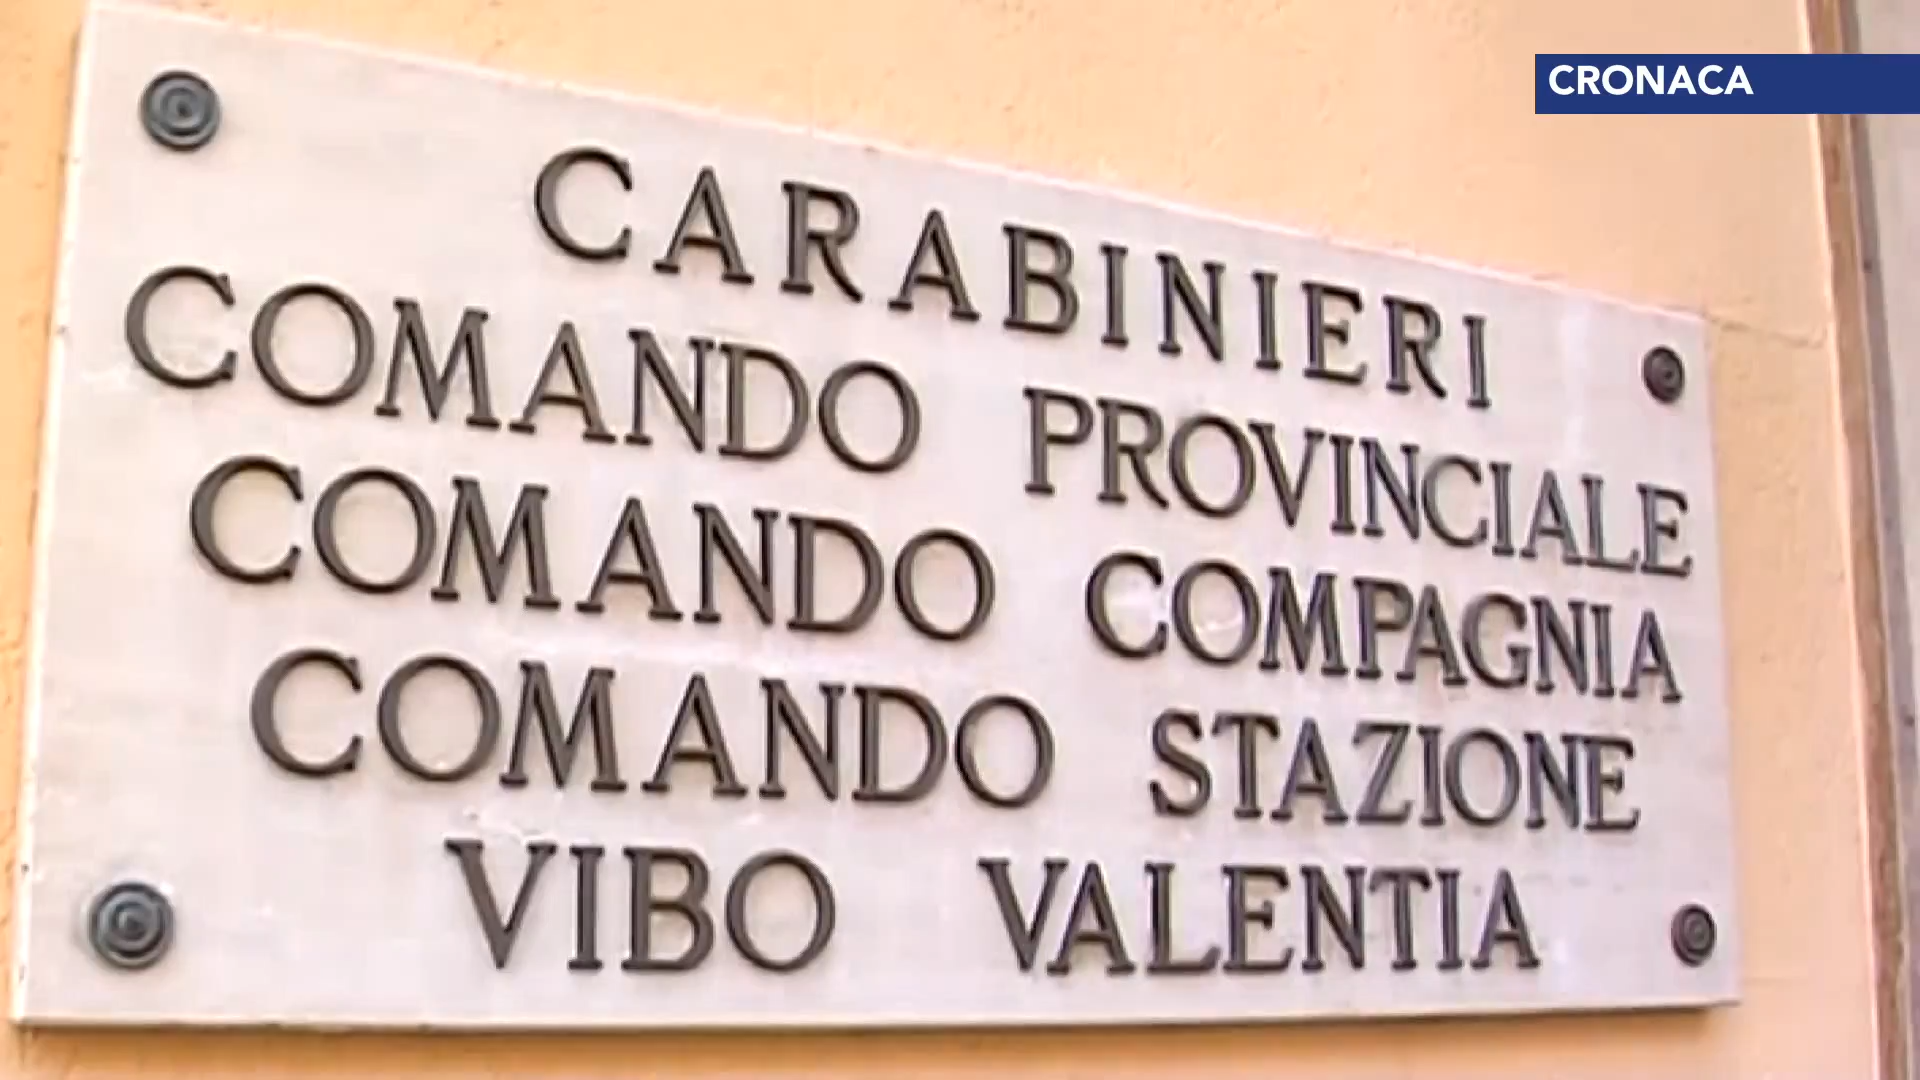 CRONACA
CARABINIERI
COMANDO PROVINCIALE
COMANDO COMPAGNIA
COMANDO STAZIONE
VIBO VALENTIA